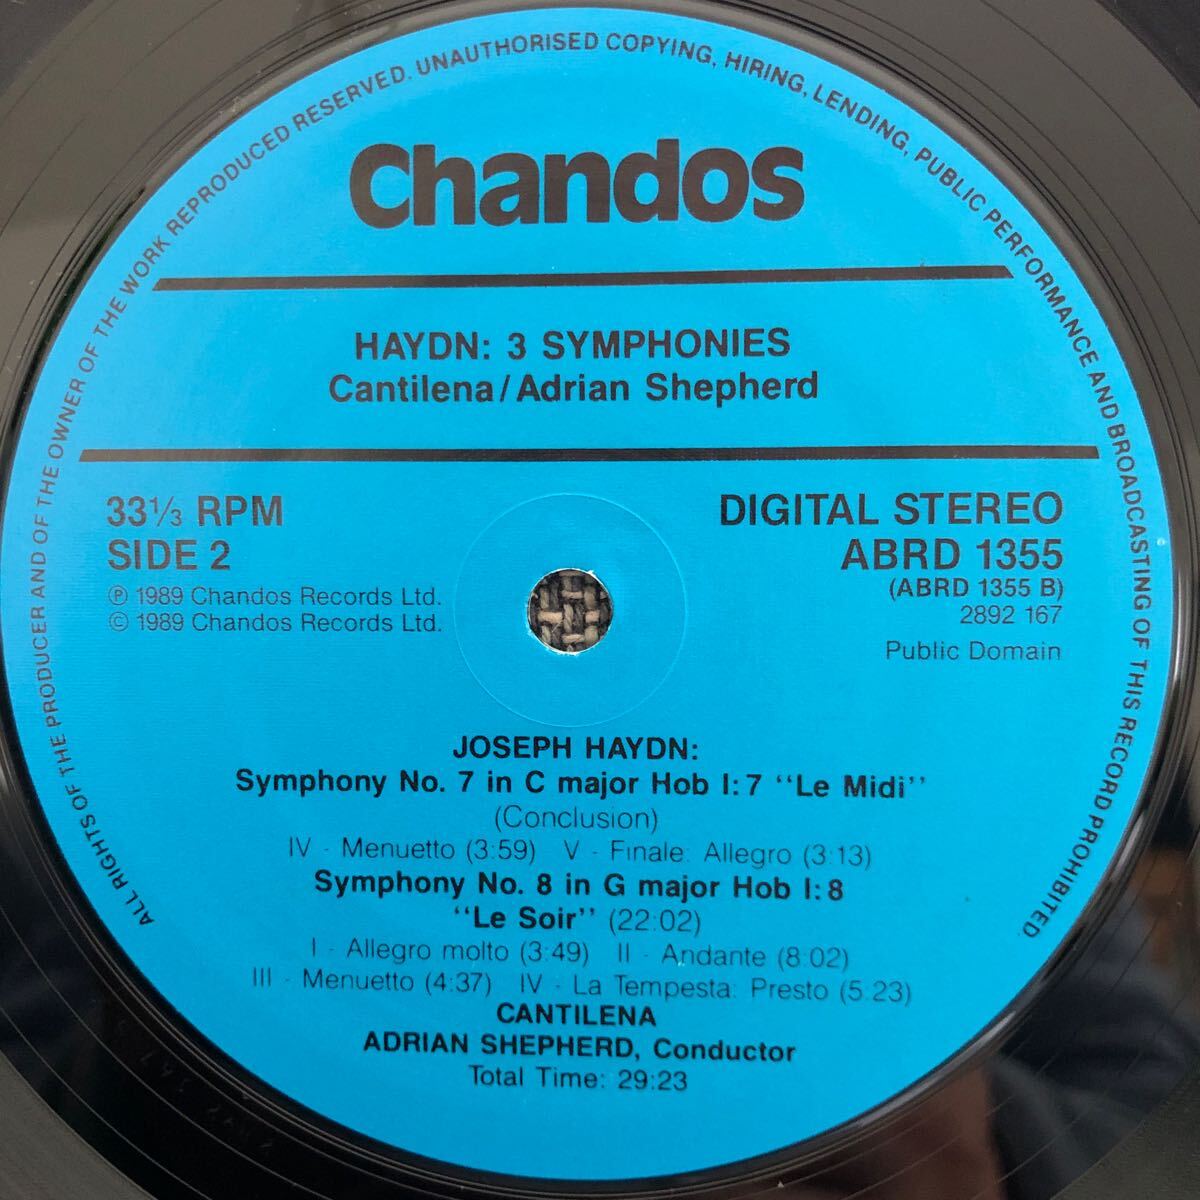 ALL RIGHTS OF THE PRODUCER AND OF THE OWNER OF THE WORK REPRODUCED RESERVED. UNAUTHORISED COPYING, HIRING, LENDING, PUBLIC PERFORMANCE AND BROADCASTING OF THIS RECORD PROHIBITED.
Chandos
HAYDN: 3 SYMPHONIES
Cantilena/Adrian Shepherd
33⅓ RPM
SIDE 2
℗ 1989 Chandos Records Ltd.
© 1989 Chandos Records Ltd.
DIGITAL STEREO
ABRD 1355
(ABRD 1355 B)
2892 167
Public Domain
JOSEPH HAYDN:
Symphony No. 7 in C major Hob I:7 "Le Midi"
(Conclusion)
IV - Menuetto (3:59) V - Finale: Allegro (3:13)
Symphony No. 8 in G major Hob I:8
"Le Soir" (22:02)
I - Allegro molto (3:49) II - Andante (8:02)
III - Menuetto (4:37) IV - La Tempesta: Presto (5:23)
CANTILENA
ADRIAN SHEPHERD, Conductor
Total Time: 29:23